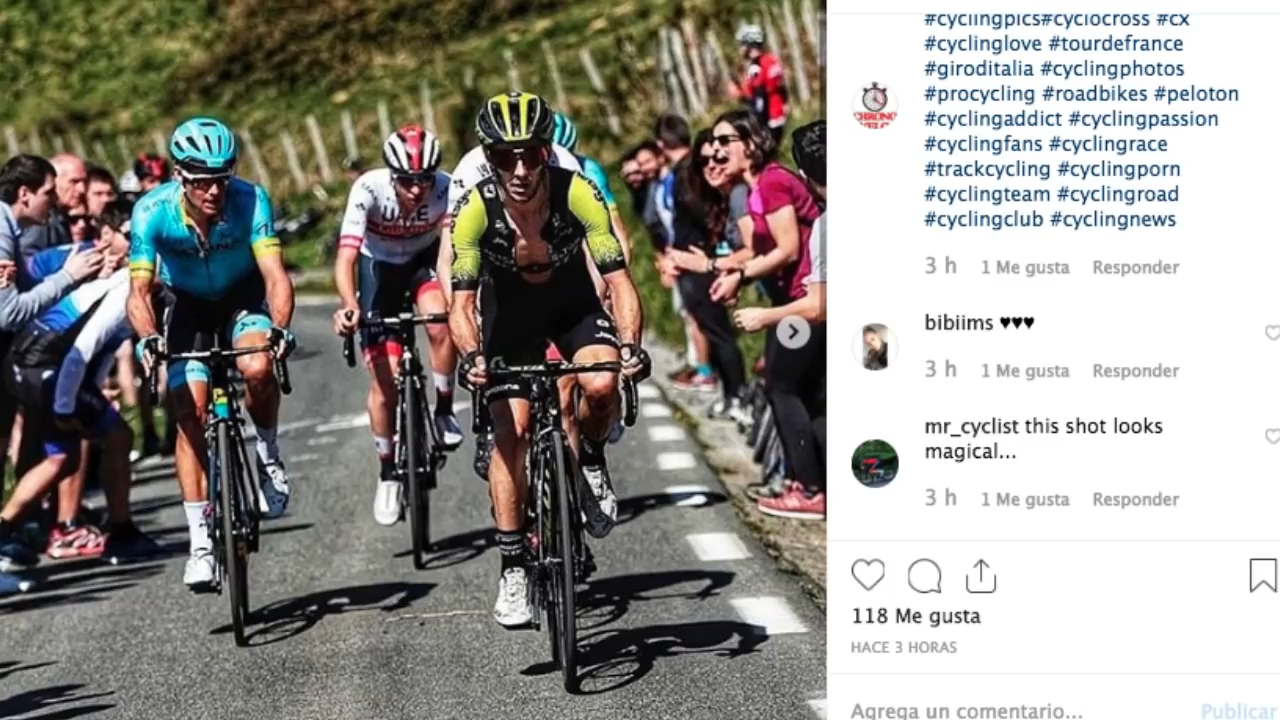 UAE
#cyclingpics#cyclocross #cx
#cyclinglove #tourdefrance
#giroditalia #cyclingphotos
#procycling #roadbikes #peloton
#cyclingaddict #cyclingpassion
#cyclingfans #cyclingrace
#trackcycling #cyclingporn
#cyclingteam #cyclingroad
#cyclingclub #cyclingnews
3 h 1 Me gusta Responder
bibiims ♥♥♥
3 h 1 Me gusta Responder
mr_cyclist this shot looks
magical...
3 h 1 Me gusta Responder
118 Me gusta
HACE 3 HORAS
Agrega un comentario... Publicar